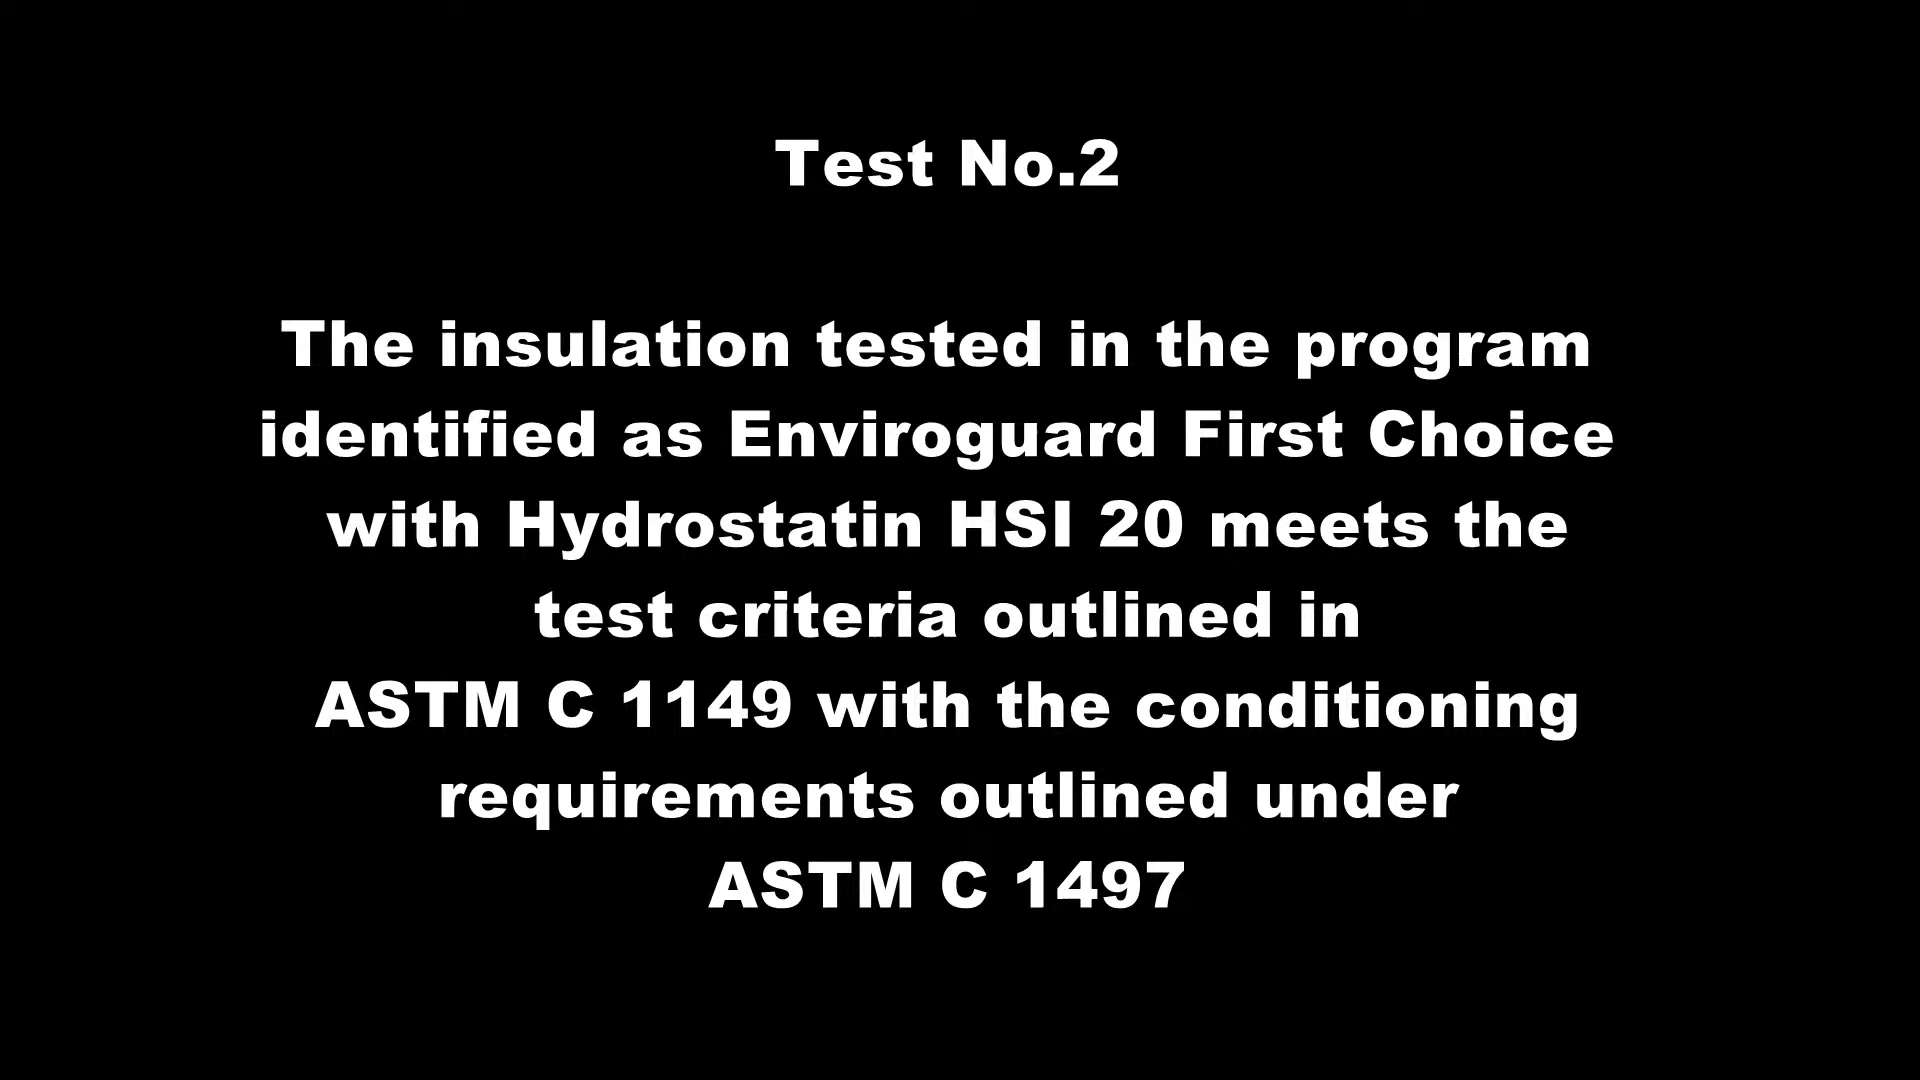 Test No.2
The insulation tested in the program
identified as Enviroguard First Choice
with Hydrostatin HSI 20 meets the
test criteria outlined in
ASTM C 1149 with the conditioning
requirements outlined under
ASTM C 1497